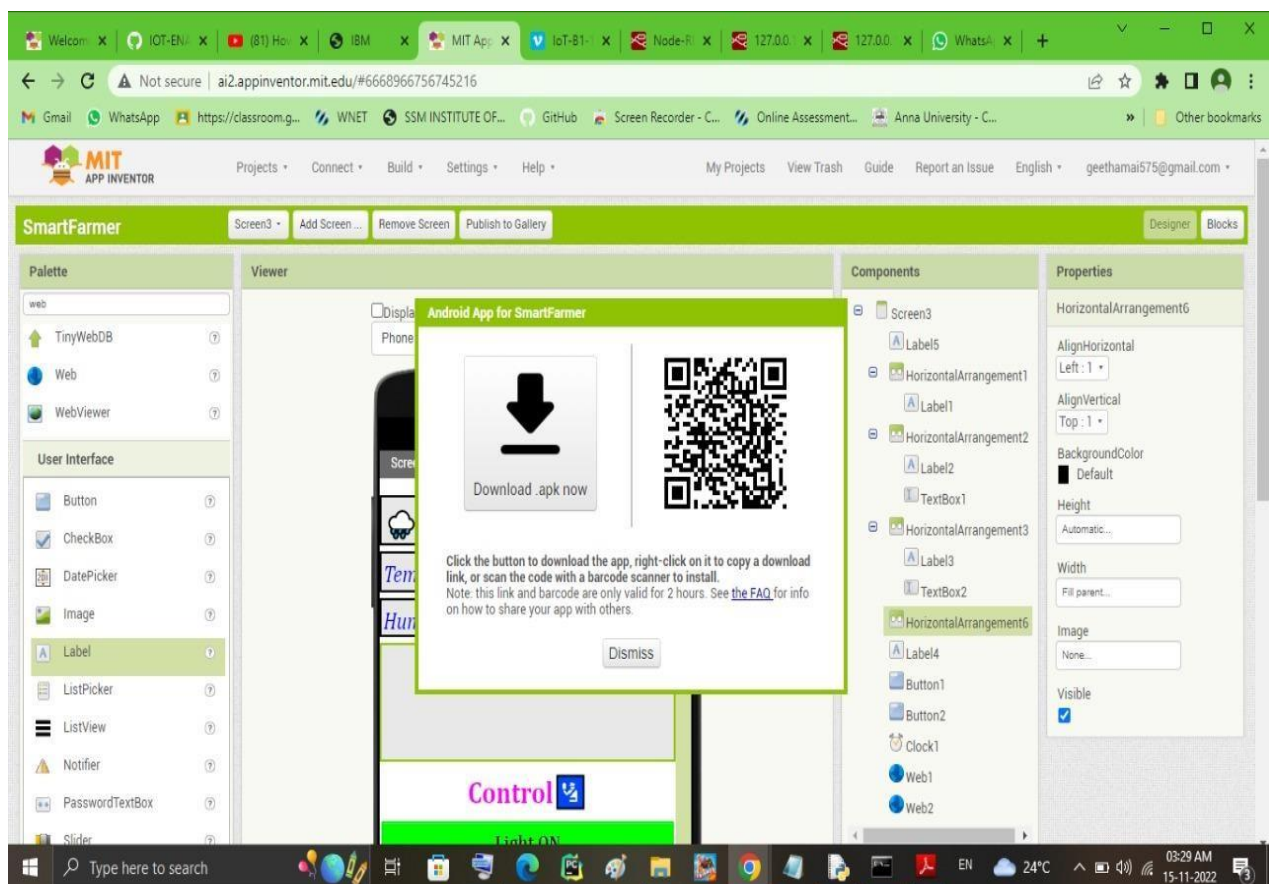 Welcom
IOT-ENA
(81) Hov
IBM
MIT App
IoT-B1-1
Node-R
127.0.0.
127.0.0.
WhatsA
Not secure
ai2.appinventor.mit.edu/#6668966756745216
Gmail
WhatsApp
https://classroom.g...
WNET
SSM INSTITUTE OF...
GitHub
Screen Recorder - C...
Online Assessment...
Anna University - C...
»
Other bookmarks
MIT
APP INVENTOR
Projects
Connect
Build
Settings
Help
My Projects
View Trash
Guide
Report an Issue
English
geethamai575@gmail.com
SmartFarmer
Screen3
Add Screen ...
Remove Screen
Publish to Gallery
Designer
Blocks
Palette
web
TinyWebDB
Web
WebViewer
User Interface
Button
CheckBox
DatePicker
Image
Label
ListPicker
ListView
Notifier
PasswordTextBox
Slider
Viewer
Displa
Phone
Scree
Tem
Hun
Control
Light ON
Android App for SmartFarmer
Download .apk now
Click the button to download the app, right-click on it to copy a download
link, or scan the code with a barcode scanner to install.
Note: this link and barcode are only valid for 2 hours. See the FAQ for info
on how to share your app with others.
Dismiss
Components
Screen3
Label5
HorizontalArrangement1
Label1
HorizontalArrangement2
Label2
TextBox1
HorizontalArrangement3
Label3
TextBox2
HorizontalArrangement6
Label4
Button1
Button2
Clock1
Web1
Web2
Properties
HorizontalArrangement6
AlignHorizontal
Left : 1
AlignVertical
Top : 1
BackgroundColor
Default
Height
Automatic...
Width
Fill parent...
Image
None...
Visible
Type here to search
EN
24°C
03:29 AM
15-11-2022
3